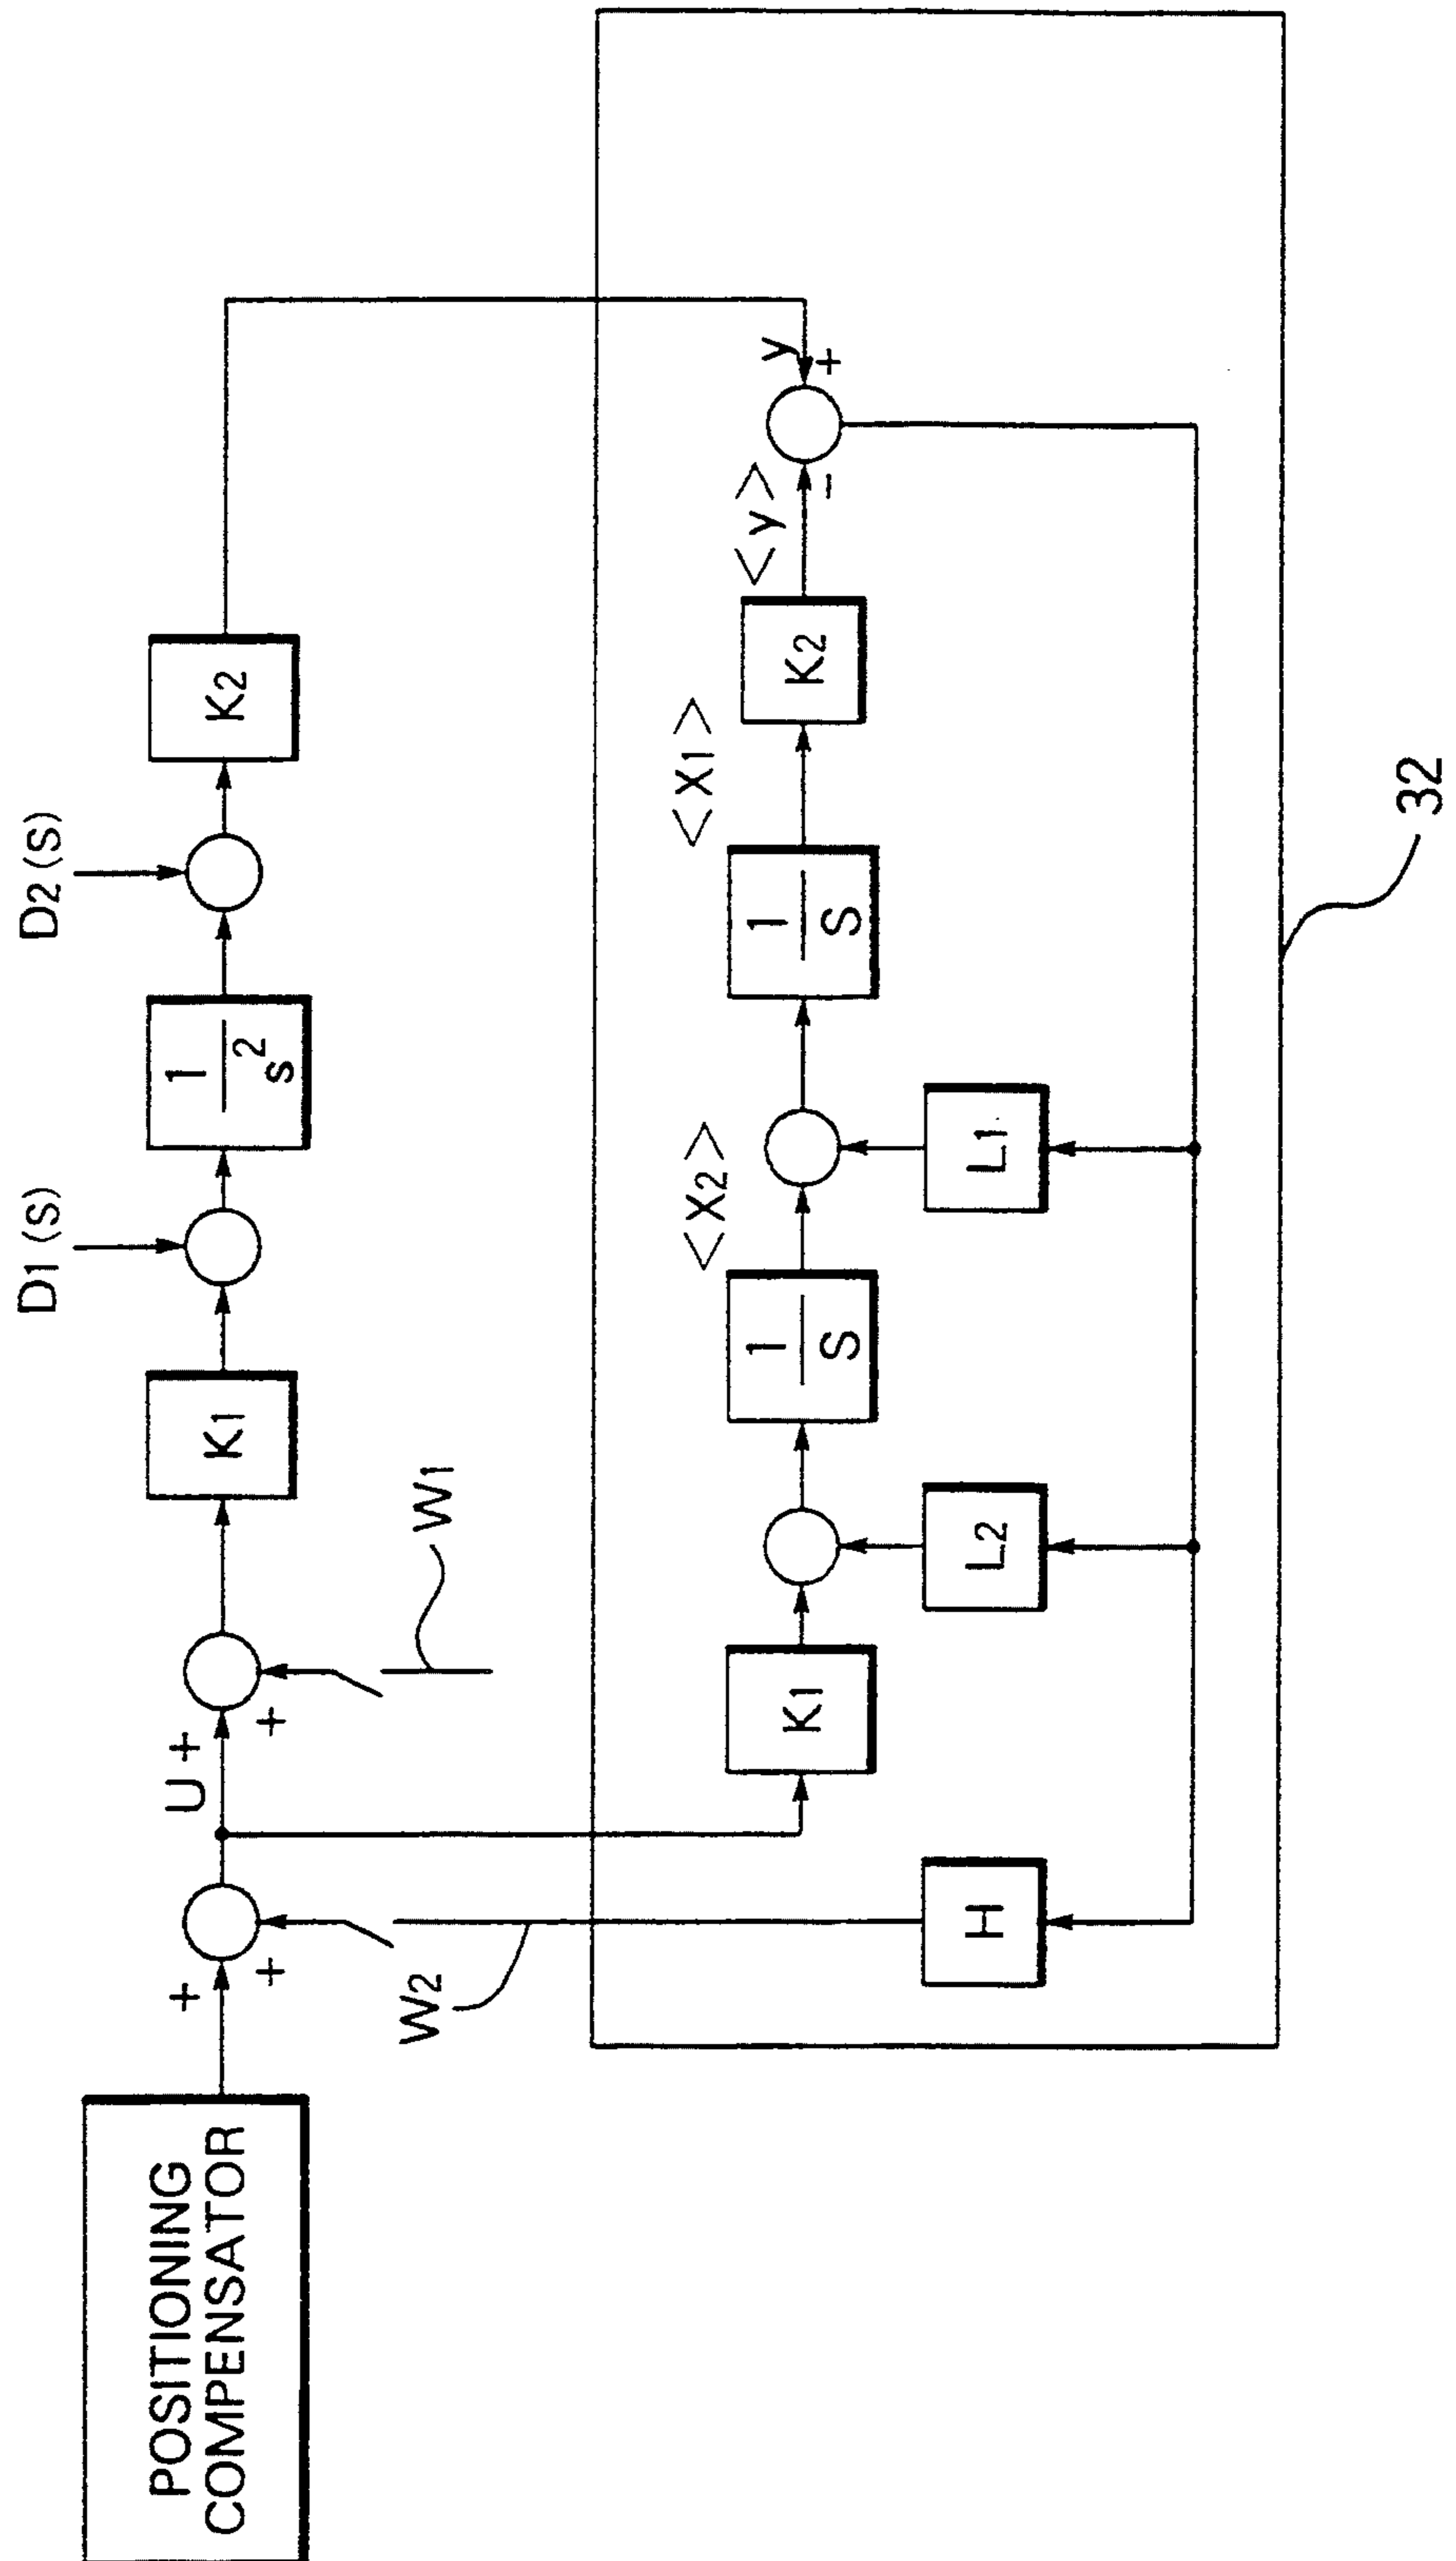 POSITIONING
COMPENSATOR
+
+
U +
+
W1
K1
D1 (S)
1
s2
D2 (S)
K2
W2
H
K1
L2
1
S
<X2>
L1
1
S
<X1>
K2
<y>
-
y
+
32